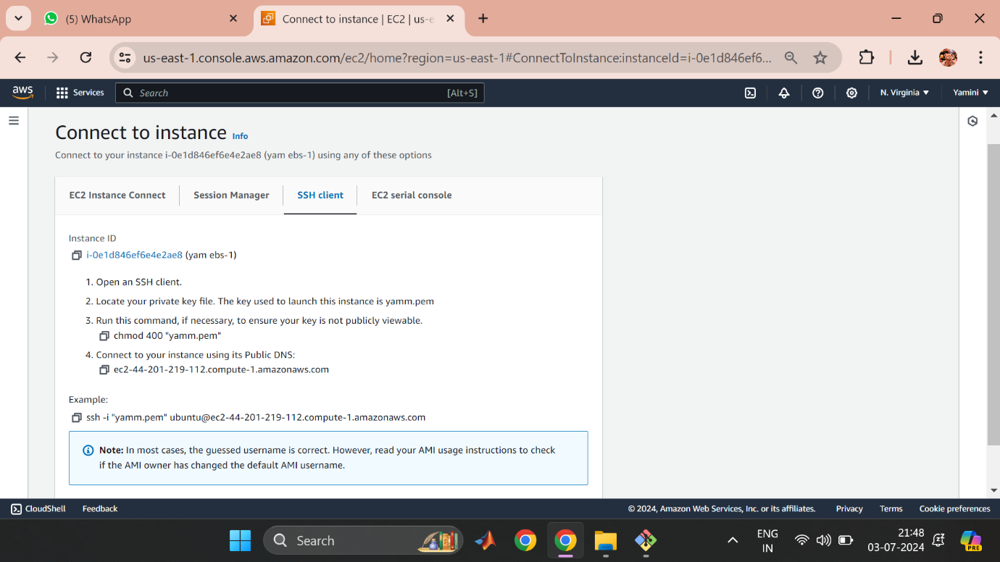 (5) WhatsApp
Connect to instance | EC2 | us-e
us-east-1.console.aws.amazon.com/ec2/home?region=us-east-1#ConnectToInstance:instanceId=i-0e1d846ef6...
aws
Services
Search
[Alt+S]
N. Virginia
Yamini
Connect to instance Info
Connect to your instance i-0e1d846ef6e4e2ae8 (yam ebs-1) using any of these options
EC2 Instance Connect
Session Manager
SSH client
EC2 serial console
Instance ID
i-0e1d846ef6e4e2ae8 (yam ebs-1)
1. Open an SSH client.
2. Locate your private key file. The key used to launch this instance is yamm.pem
3. Run this command, if necessary, to ensure your key is not publicly viewable.
chmod 400 "yamm.pem"
4. Connect to your instance using its Public DNS:
ec2-44-201-219-112.compute-1.amazonaws.com
Example:
ssh -i "yamm.pem" ubuntu@ec2-44-201-219-112.compute-1.amazonaws.com
Note: In most cases, the guessed username is correct. However, read your AMI usage instructions to check
if the AMI owner has changed the default AMI username.
CloudShell
Feedback
© 2024, Amazon Web Services, Inc. or its affiliates.
Privacy
Terms
Cookie preferences
Search
ENG
IN
21:48
03-07-2024
PRE